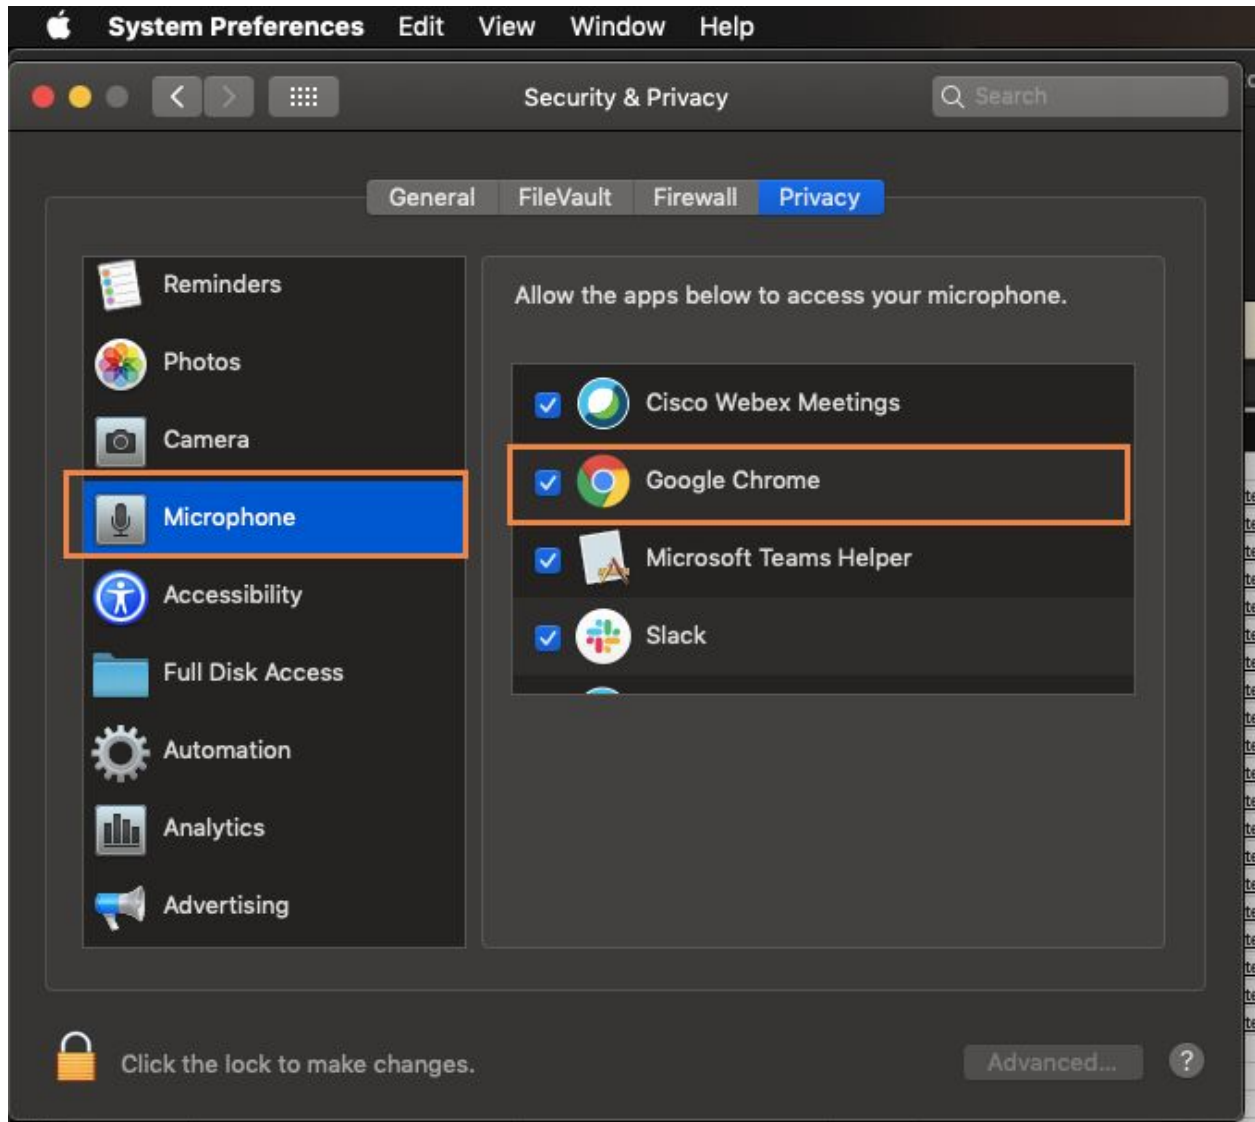 System Preferences Edit View Window Help
Security & Privacy
Search
General FileVault Firewall Privacy
Reminders
Photos
Camera
Microphone
Accessibility
Full Disk Access
Automation
Analytics
Advertising
Allow the apps below to access your microphone.
Cisco Webex Meetings
Google Chrome
Microsoft Teams Helper
Slack
Click the lock to make changes.
Advanced...
?